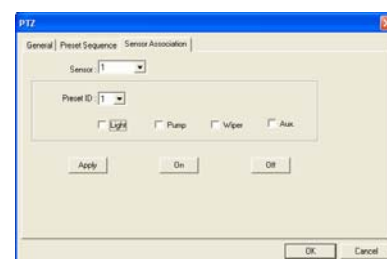 PTZ
General Preset Sequence Sensor Association
Sensor: 1
Preset ID: 1
Light Pump Wiper Aux.
Apply On Off
OK Cancel